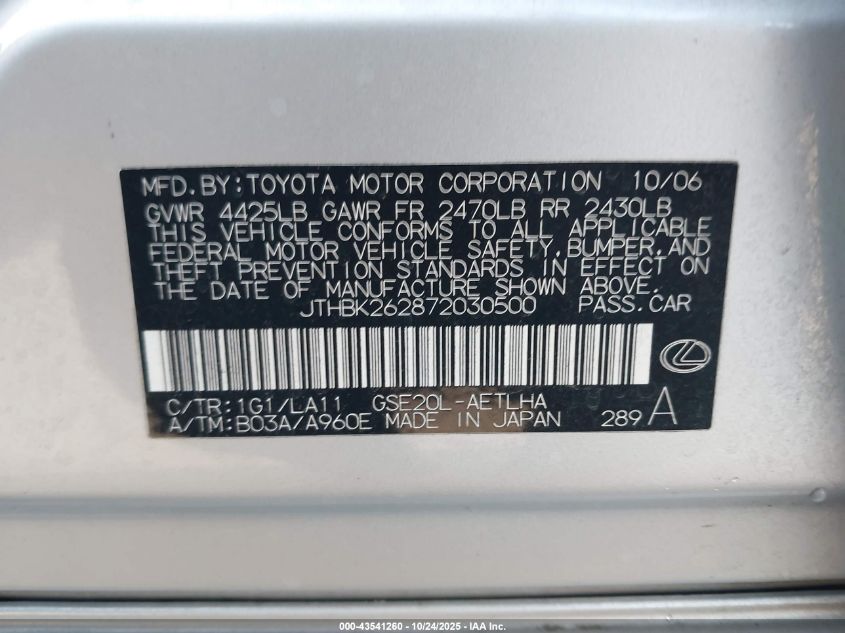 MFD.BY:TOYOTA MOTOR CORPORATION 10/06
GVWR 4425LB GAWR FR 2470LB RR 2430LB
THIS VEHICLE CONFORMS TO ALL APPLICABLE
FEDERAL MOTOR VEHICLE SAFETY,BUMPER,AND
THEFT PREVENTION STANDARDS IN EFFECT ON
THE DATE OF MANUFACTURE SHOWN ABOVE.
JTHBK262872030500 PASS.CAR
C/TR:1G1/LA11 GSE20L-AETLHA
A/TM:B03A/A960E MADE IN JAPAN 289 A
000-43541260 - 10/24/2025 - IAA Inc.